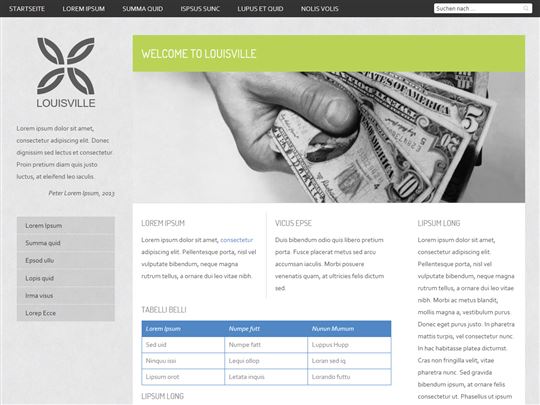 STARTSEITE LOREM IPSUM SUMMA QUID ISPSUS SUNC LUPUS ET QUID NOLIS VOLIS Suchen nach ...
LOUISVILLE
Lorem ipsum dolor sit amet,
consectetur adipiscing elit. Donec
dignissim sed lectus et consectetur.
Proin pretium diam quis justo
luctus, at eleifend leo iaculis.
Peter Lorem Ipsum, 2013
Lorem Ipsum
Summa quid
Epsod ullu
Lopis quid
Irma visus
Lorep Ecce
WELCOME TO LOUISVILLE
LOREM IPSUM
Lorem ipsum dolor sit amet, consectetur
adipiscing elit. Pellentesque porta, nisl vel
vulputate bibendum, neque magna
rutrum tellus, a ornare dui leo vitae nibh.
VICUS EPSE
Duis bibendum odio quis libero pretium
porta. Fusce placerat metus sed arcu
accumsan iaculis. Morbi posuere
venenatis quam, at ultricies felis dictum
sed.
TABELLI BELLI
Lorem Ipsum Numpe futt Nunun Mumum
Sed uid Numpe fatt Luppus Hupp
Ninquu issi Lequi ollop Loran sed iq
Lipsum orot Letata inquis Lorando futtu
LIPSUM LONG
LIPSUM LONG
Lorem ipsum dolor sit
amet, consectetur
adipiscing elit.
Pellentesque porta, nisl
vel vulputate bibendum,
neque magna rutrum
tellus, a ornare dui leo
vitae nibh. Mauris
ornare, mi ac blandit,
mollis magna a, vestibulum purus
Donec ut justo. In pharetra
mattis turpis, eu tristique nunc.
In hac habitasse platea dictumst.
Cras non fringilla velit, vitae
pharetra nunc. Sed gravida
bibendum ipsum, at ornare felis
consectetur ut. Phasellus ut ipsum